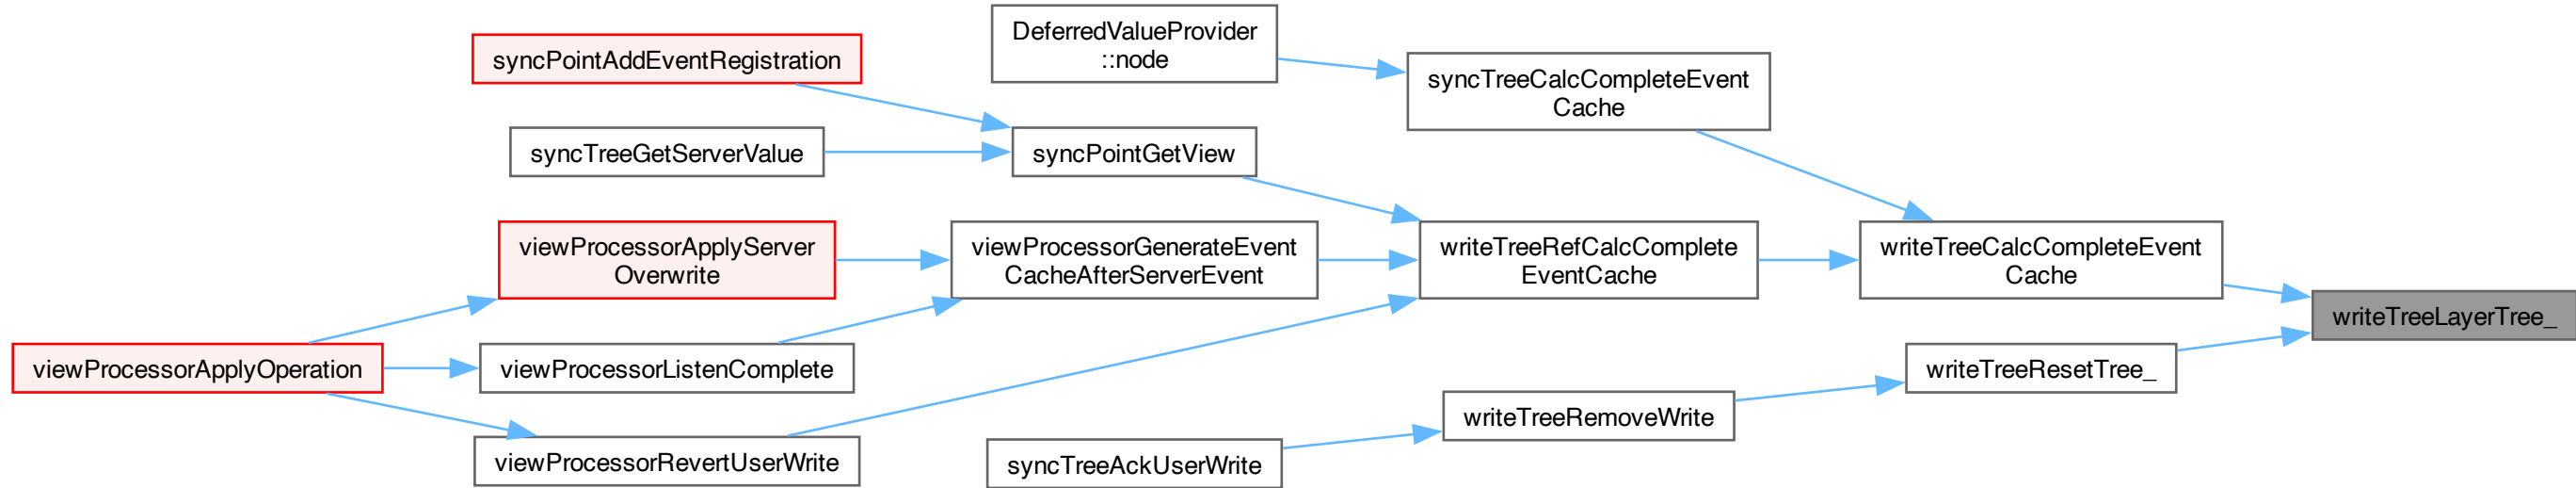 DeferredValueProvider
::node
syncPointAddEventRegistration
syncTreeCalcCompleteEvent
Cache
syncTreeGetServerValue
syncPointGetView
viewProcessorApplyServer
Overwrite
viewProcessorGenerateEvent
CacheAfterServerEvent
writeTreeRefCalcComplete
EventCache
writeTreeCalcCompleteEvent
Cache
writeTreeLayerTree_
viewProcessorApplyOperation
viewProcessorListenComplete
writeTreeResetTree_
writeTreeRemoveWrite
viewProcessorRevertUserWrite
syncTreeAckUserWrite